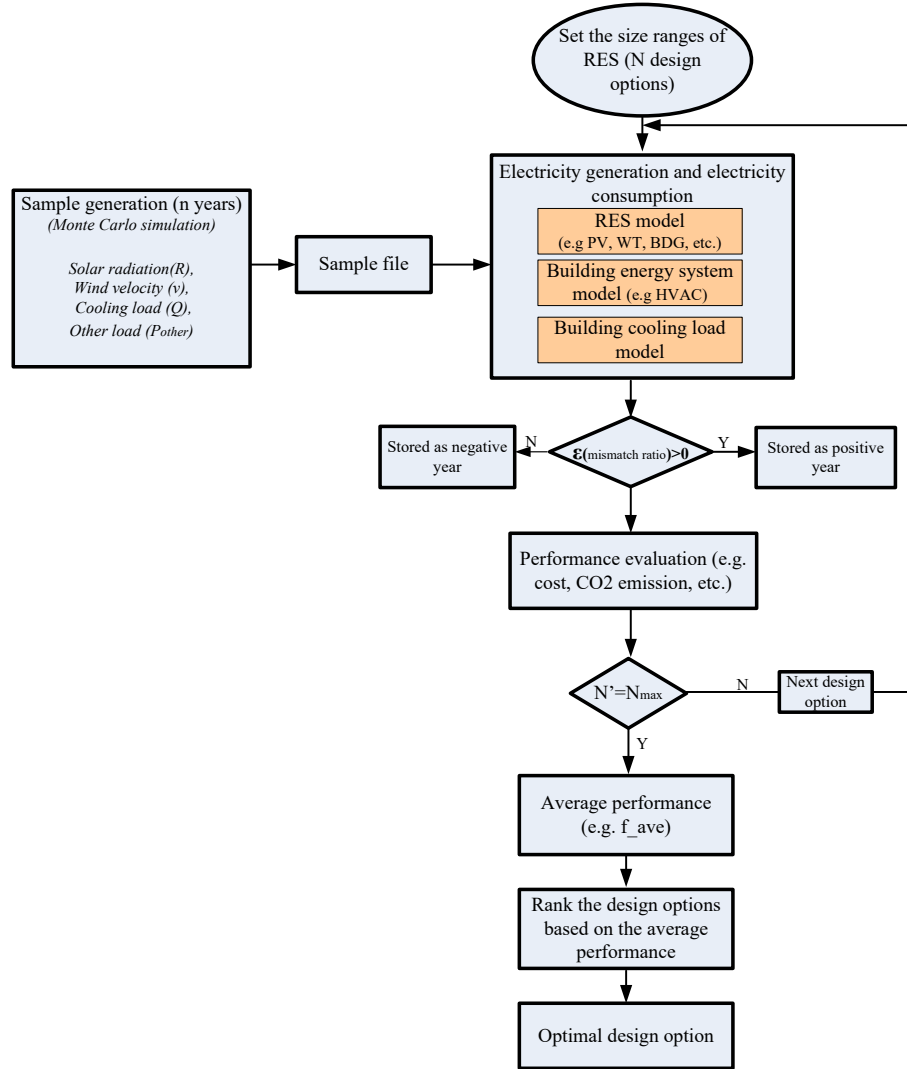 Set the size ranges of
RES (N design
options)
Electricity generation and electricity
consumption
RES model
(e.g PV, WT, BDG, etc.)
Building energy system
model (e.g HVAC)
Building cooling load
model
Sample generation (n years)
(Monte Carlo simulation)
Solar radiation(R),
Wind velocity (v),
Cooling load (Q),
Other load (Pother)
Sample file
Stored as negative
year
N
ε(mismatch ratio)>0
Y
Stored as positive
year
Performance evaluation (e.g.
cost, CO2 emission, etc.)
N’=Nmax
N
Next design
option
Y
Average performance
(e.g. f_ave)
Rank the design options
based on the average
performance
Optimal design option